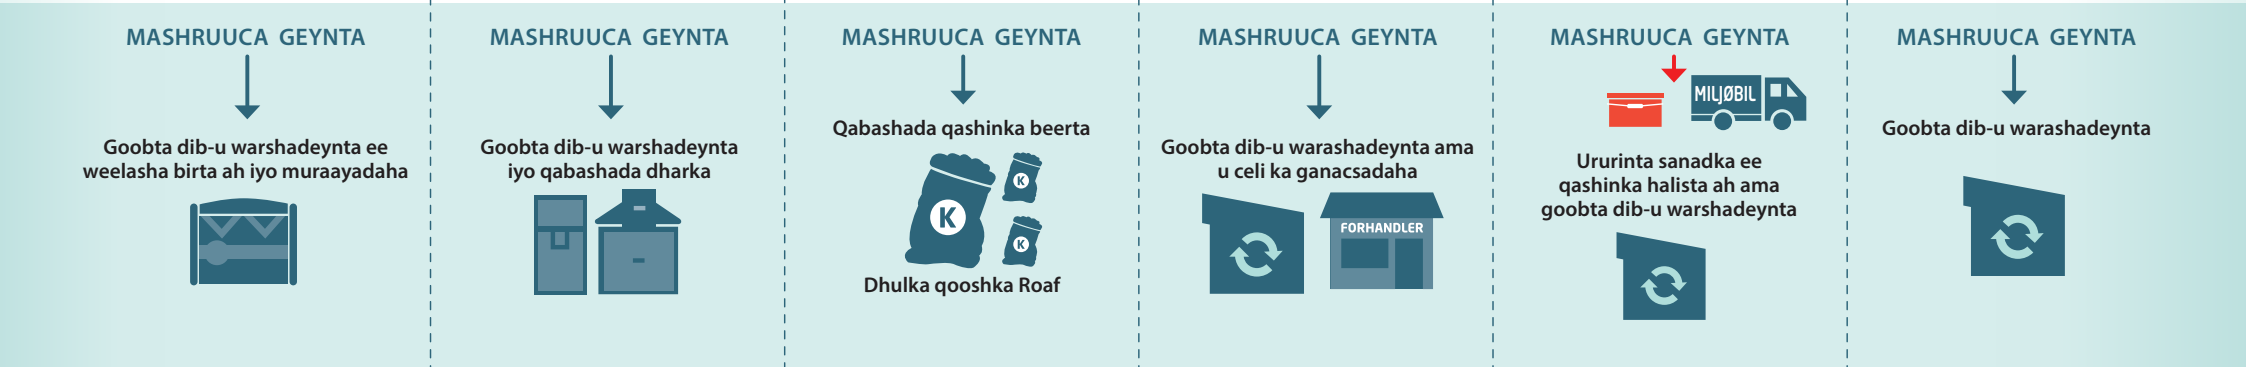 MASHRUUCA GEYNTA
Goobta dib-u warshadeynta ee
weelasha birta ah iyo muraayadaha
MASHRUUCA GEYNTA
Goobta dib-u warshadeynta
iyo qabashada dharka
MASHRUUCA GEYNTA
Qabashada qashinka beerta
K
K
K
Dhulka qooshka Roaf
MASHRUUCA GEYNTA
Goobta dib-u warashadeynta ama
u celi ka ganacsadaha
FORHANDLER
MASHRUUCA GEYNTA
MILJØBIL
Ururinta sanadka ee
qashinka halista ah ama
goobta dib-u warshadeynta
MASHRUUCA GEYNTA
Goobta dib-u warashadeynta